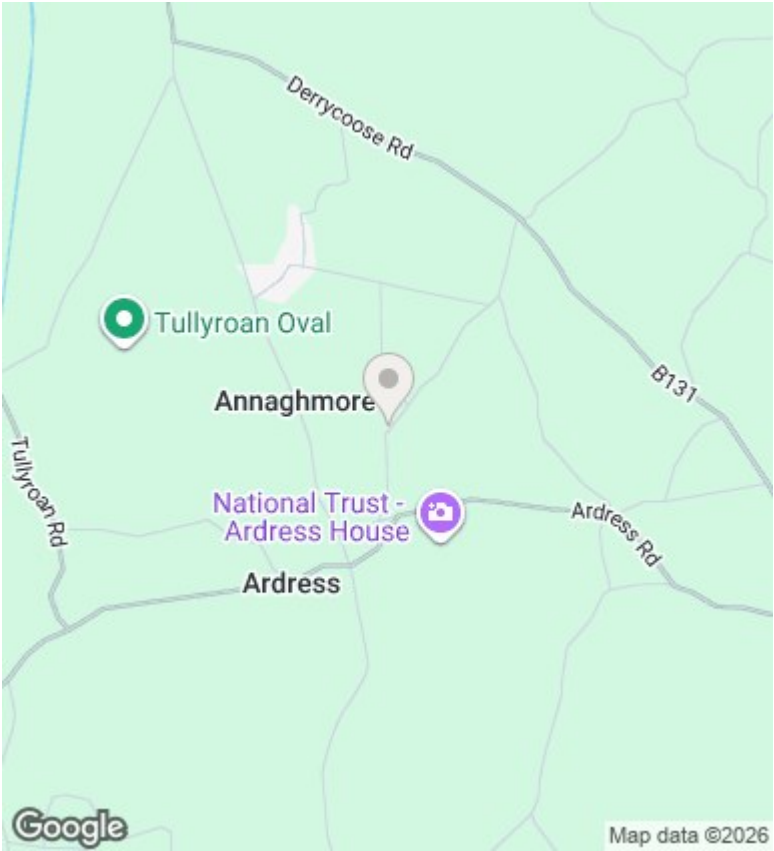 Derrycoose Rd
Tullyroan Oval
B131
Annaghmore
Tullyroan Rd
National Trust -
Ardress House
Ardress Rd
Ardress
Google
Map data ©2026